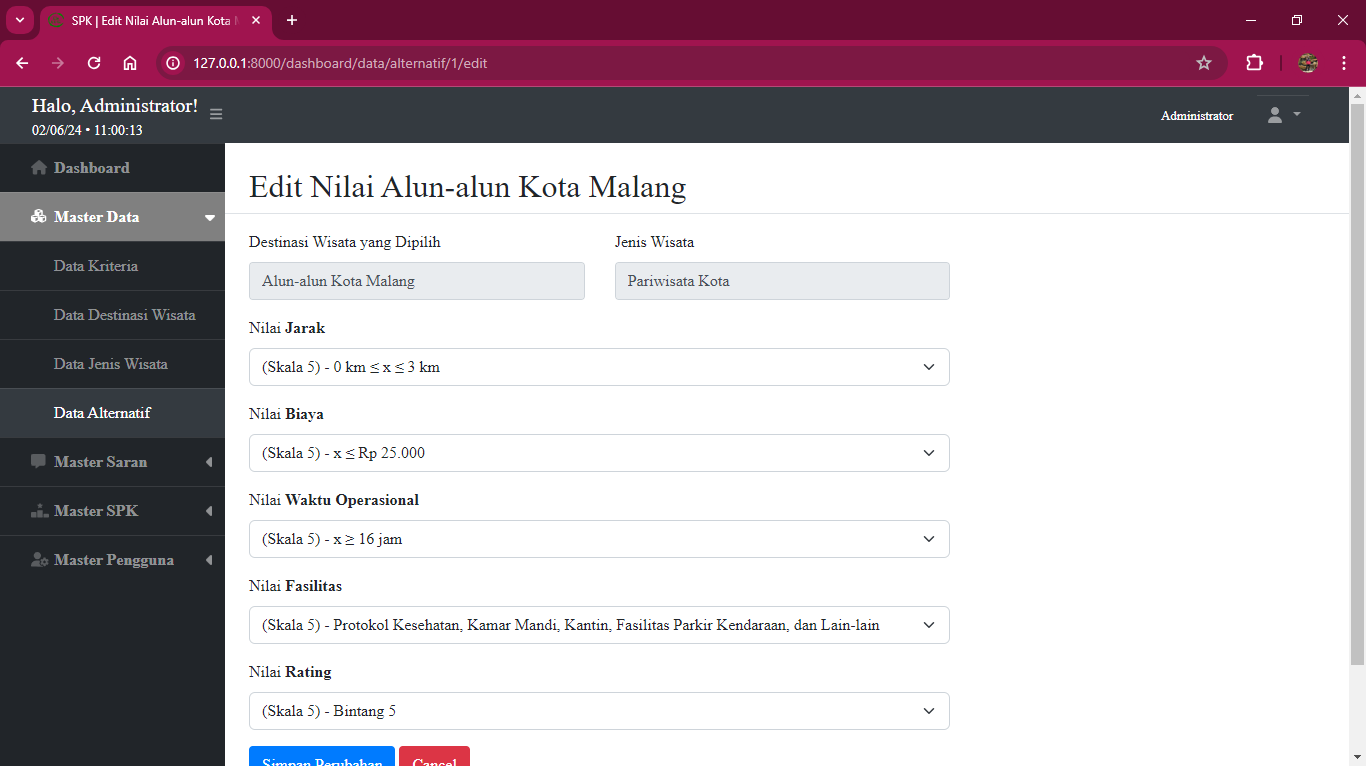 SPK | Edit Nilai Alun-alun Kota M
127.0.0.1:8000/dashboard/data/alternatif/1/edit
Halo, Administrator!
02/06/24 • 11:00:13
Administrator
Dashboard
Master Data
Data Kriteria
Data Destinasi Wisata
Data Jenis Wisata
Data Alternatif
Master Saran
Master SPK
Master Pengguna
Edit Nilai Alun-alun Kota Malang
Destinasi Wisata yang Dipilih
Jenis Wisata
Alun-alun Kota Malang
Pariwisata Kota
Nilai Jarak
(Skala 5) - 0 km ≤ x ≤ 3 km
Nilai Biaya
(Skala 5) - x ≤ Rp 25.000
Nilai Waktu Operasional
(Skala 5) - x ≥ 16 jam
Nilai Fasilitas
(Skala 5) - Protokol Kesehatan, Kamar Mandi, Kantin, Fasilitas Parkir Kendaraan, dan Lain-lain
Nilai Rating
(Skala 5) - Bintang 5
Simpan Perubahan
Cancel